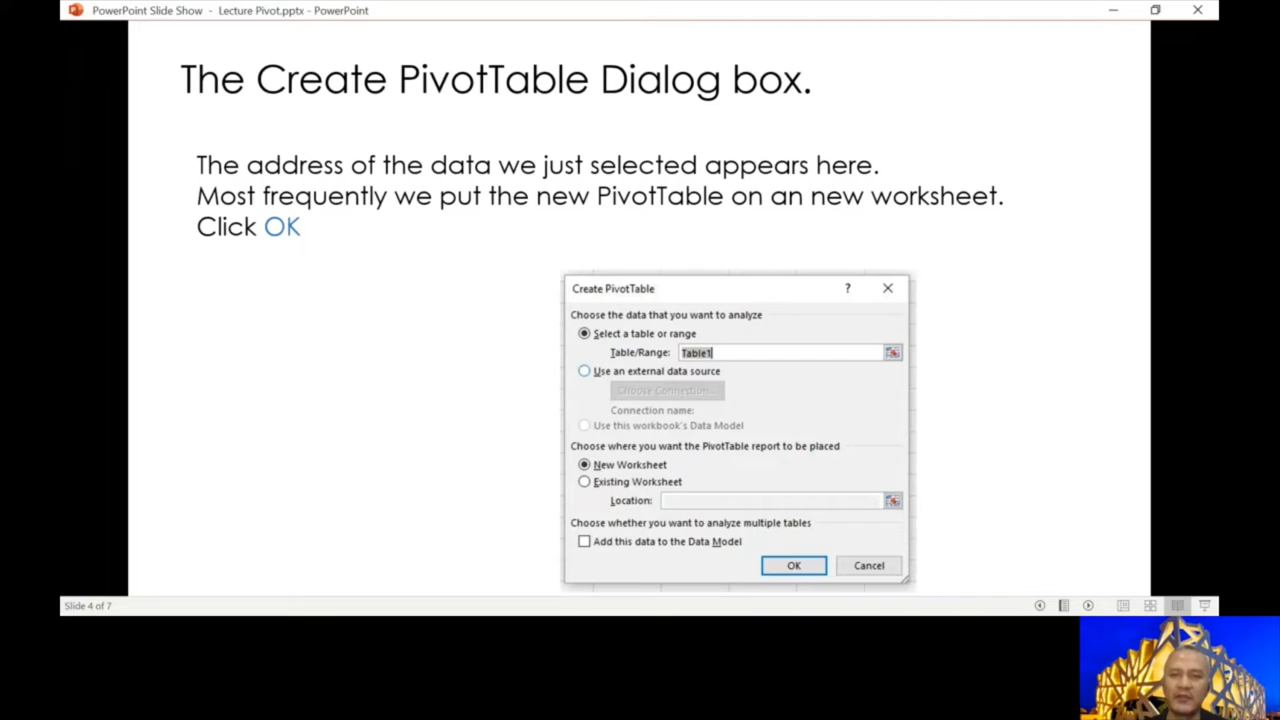 PowerPoint Slide Show - Lecture Pivot.pptx - PowerPoint
The Create PivotTable Dialog box.
The address of the data we just selected appears here.
Most frequently we put the new PivotTable on an new worksheet.
Click OK
Create PivotTable ?
Choose the data that you want to analyze
Select a table or range
Table/Range: Table1
Use an external data source
Choose Connection...
Connection name:
Use this workbook's Data Model
Choose where you want the PivotTable report to be placed
New Worksheet
Existing Worksheet
Location:
Choose whether you want to analyze multiple tables
Add this data to the Data Model
OK Cancel
Slide 4 of 7